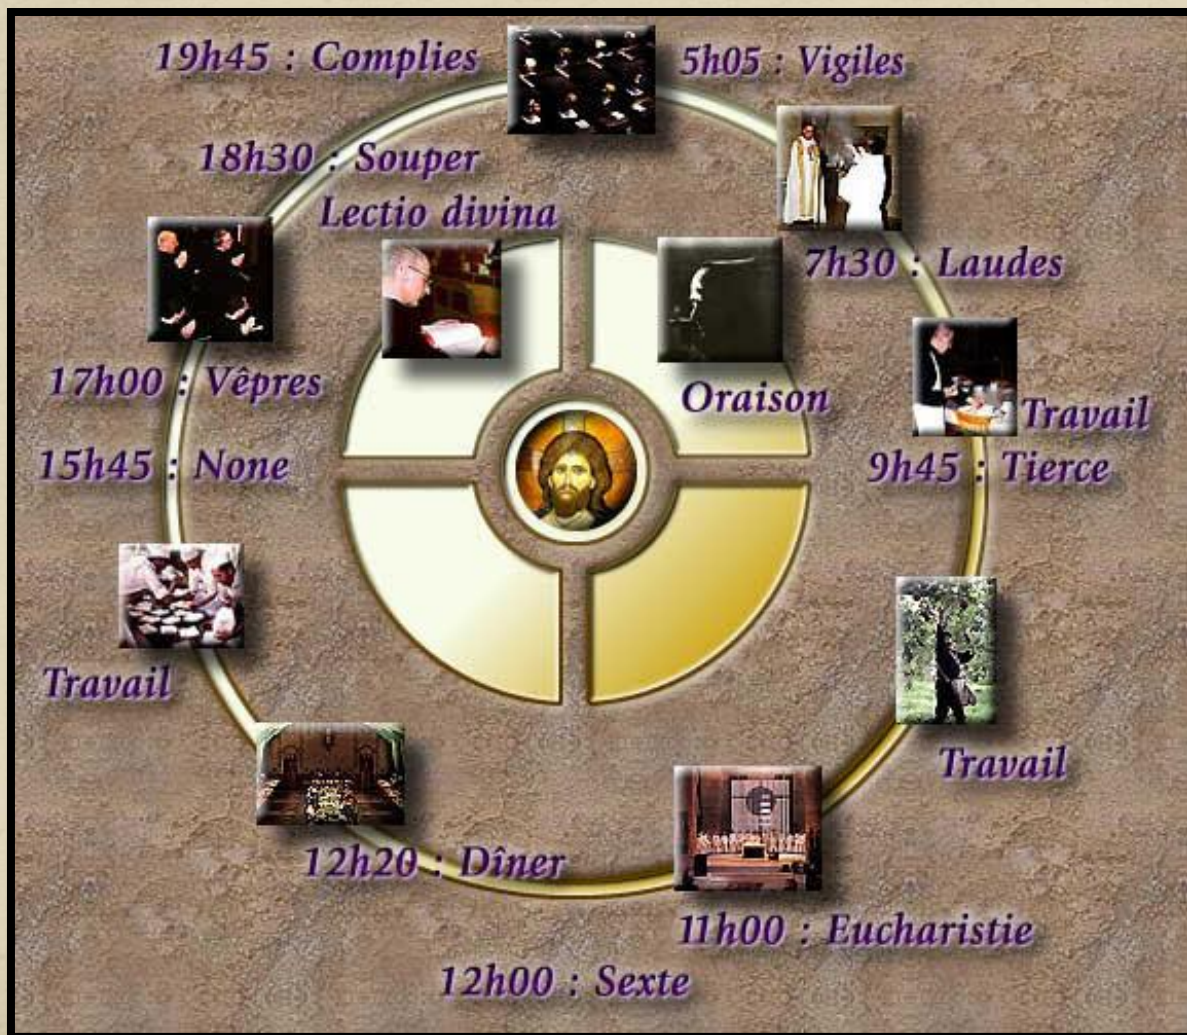 19h45 : Complies
5h05 : Vigiles
18h30 : Souper
Lectio divina
7h30 : Laudes
17h00 : Vêpres
Oraison
Travail
15h45 : None
9h45 : Tierce
Travail
Travail
12h20 : Dîner
11h00 : Eucharistie
12h00 : Sexte